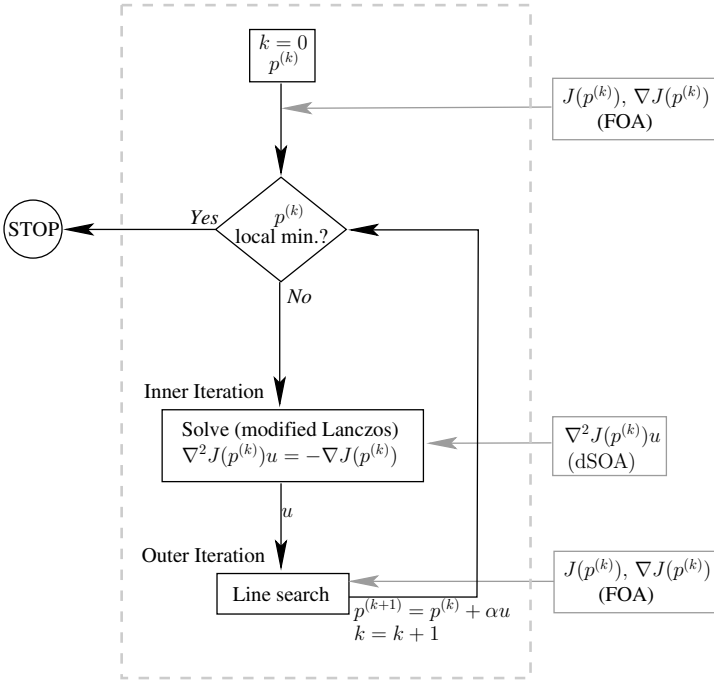 k = 0
p^{(k)}
J(p^{(k)}), ∇J(p^{(k)})
(FOA)
STOP
Yes
p^{(k)}
local min.?
No
Inner Iteration
Solve (modified Lanczos)
∇²J(p^{(k)})u = −∇J(p^{(k)})
∇²J(p^{(k)})u
(dSOA)
u
Outer Iteration
Line search
J(p^{(k)}), ∇J(p^{(k)})
(FOA)
p^{(k+1)} = p^{(k)} + αu
k = k + 1